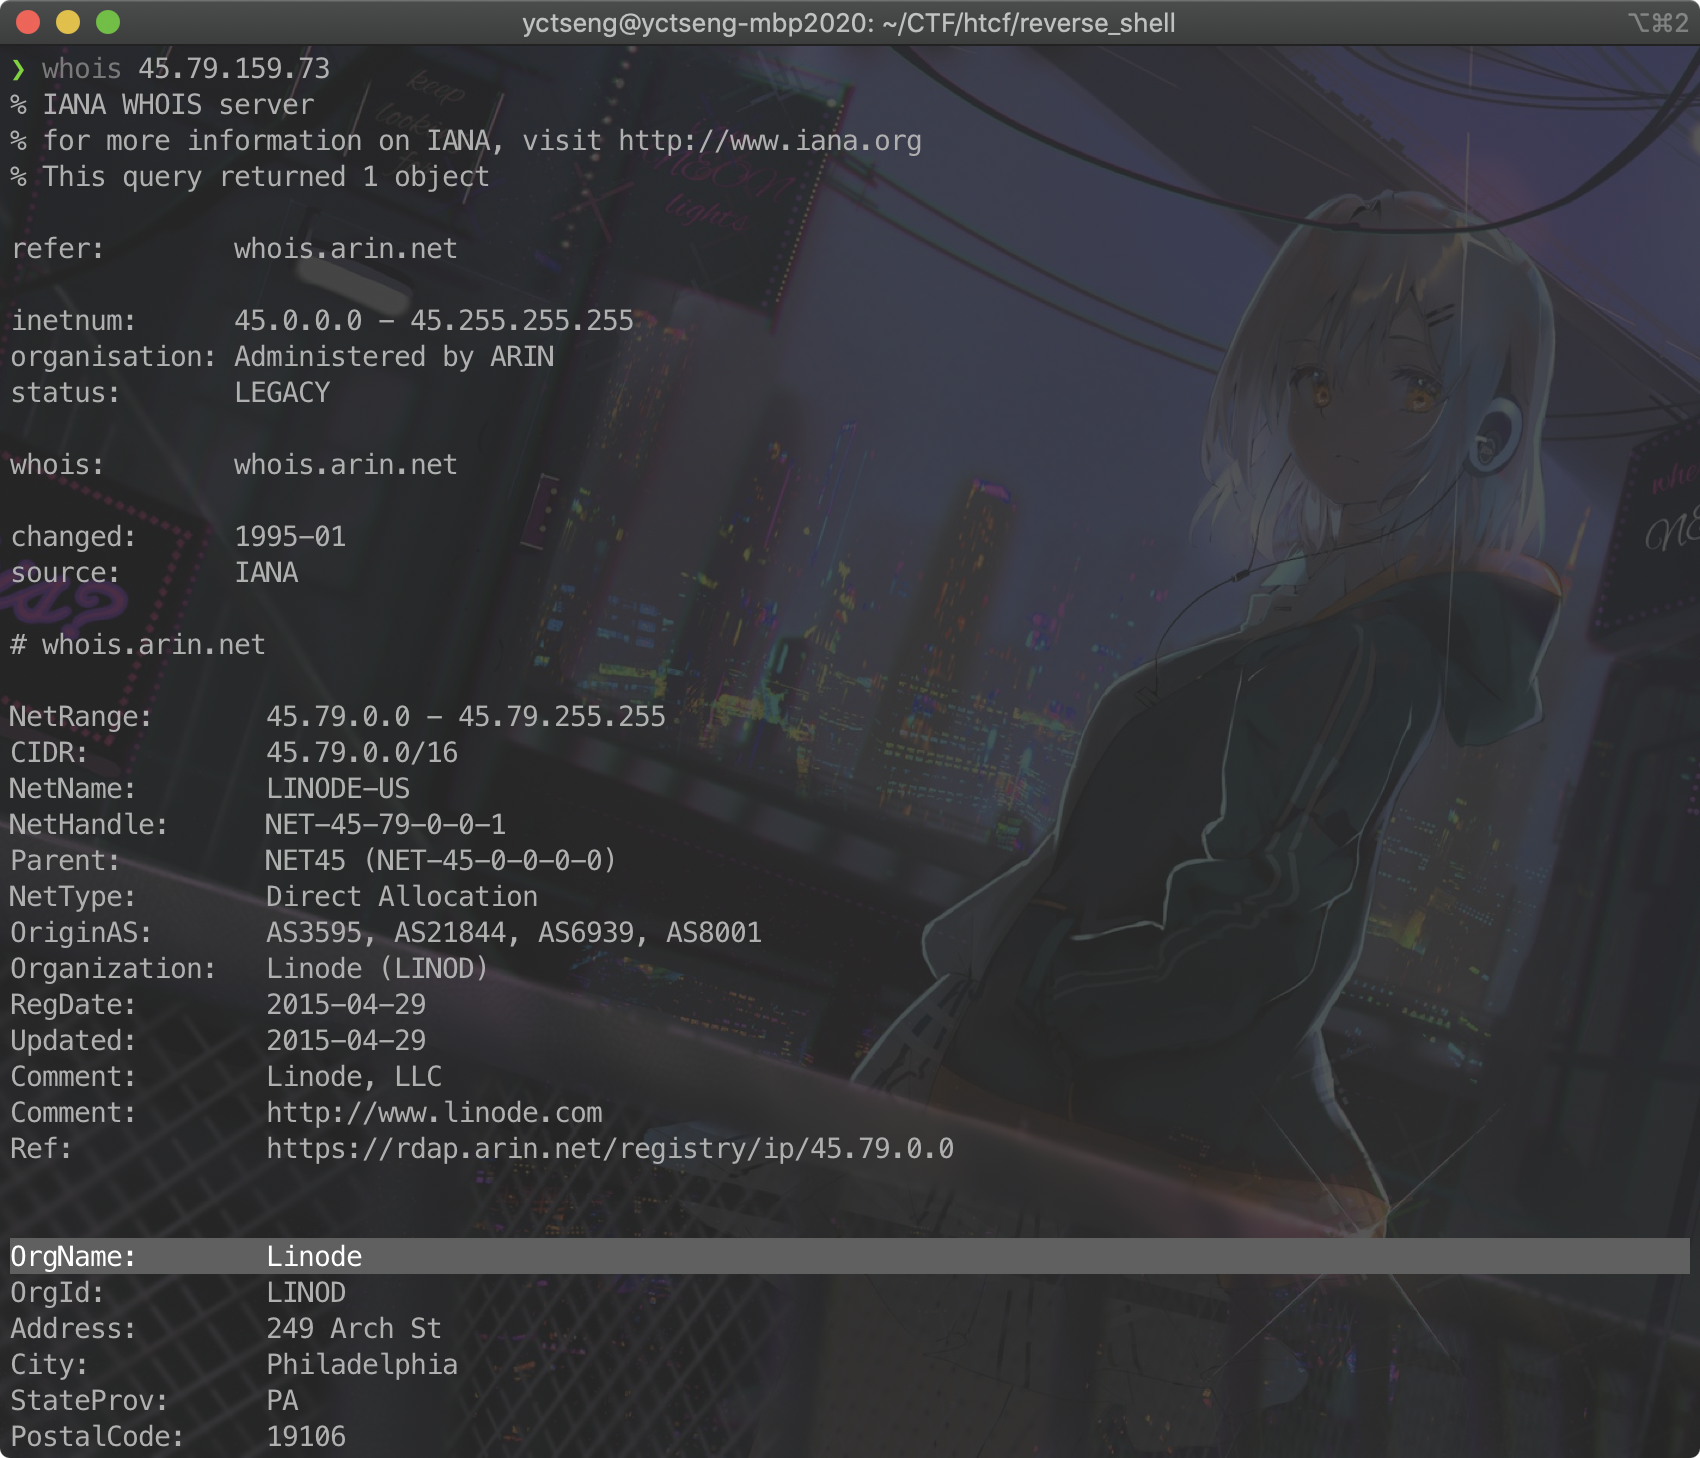 yctseng@yctseng-mbp2020: ~/CTF/htcf/reverse_shell
⌥⌘2
❯ whois 45.79.159.73
% IANA WHOIS server
% for more information on IANA, visit http://www.iana.org
% This query returned 1 object
refer: whois.arin.net
inetnum: 45.0.0.0 - 45.255.255.255
organisation: Administered by ARIN
status: LEGACY
whois: whois.arin.net
changed: 1995-01
source: IANA
# whois.arin.net
NetRange: 45.79.0.0 - 45.79.255.255
CIDR: 45.79.0.0/16
NetName: LINODE-US
NetHandle: NET-45-79-0-0-1
Parent: NET45 (NET-45-0-0-0-0)
NetType: Direct Allocation
OriginAS: AS3595, AS21844, AS6939, AS8001
Organization: Linode (LINOD)
RegDate: 2015-04-29
Updated: 2015-04-29
Comment: Linode, LLC
Comment: http://www.linode.com
Ref: https://rdap.arin.net/registry/ip/45.79.0.0
OrgName: Linode
OrgId: LINOD
Address: 249 Arch St
City: Philadelphia
StateProv: PA
PostalCode: 19106
keep
lights